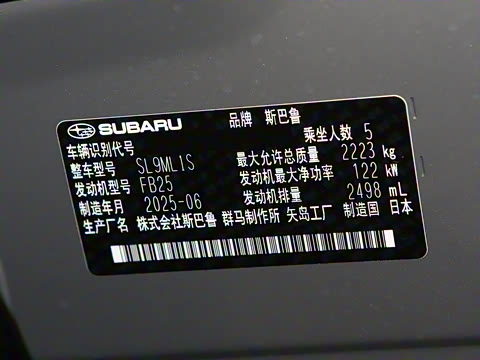 SUBARU 品牌 斯巴鲁
车辆识别代号 乘坐人数 5
整车型号 SL9ML1S 最大允许总质量 2223 kg
发动机型号 FB25 发动机最大净功率 122 kW
制造年月 2025-06 发动机排量 2498 mL
生产厂名 株式会社斯巴鲁 群马制作所 矢岛工厂 制造国 日本